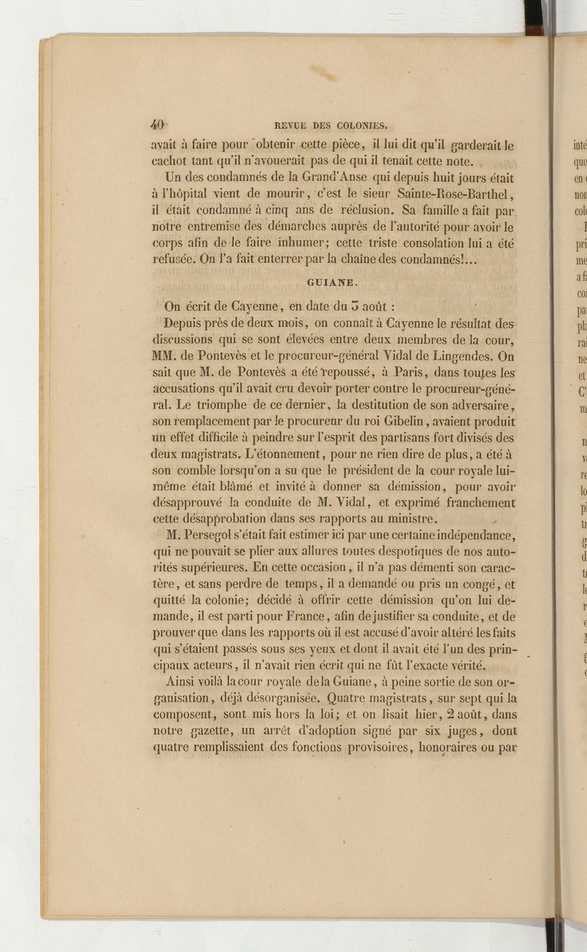 40 REVUE DES COLONIES.
avait à faire pour obtenir cette pièce, il lui dit qu'il garderait le
cachot tant qu'il n'avouerait pas de qui il tenait cette note.
Un des condamnés de la Grand'Anse qui depuis huit jours était
à l'hôpital vient de mourir, c'est le sieur Sainte-Rose-Barthel,
il était condamné à cinq ans de réclusion. Sa famille a fait par
notre entremise des démarches auprès de l'autorité pour avoir le
corps afin de le faire inhumer; cette triste consolation lui a été
refusée. On l'a fait enterrer par la chaîne des condamnés!...
GUIANE.
On écrit de Cayenne, en date du 3 août :
Depuis près de deux mois, on connaît à Cayenne le résultat des
discussions qui se sont élevées entre deux membres de la cour,
MM. de Pontevès et le procureur-général Vidal de Lingendes. On
sait que M. de Pontevès a été repoussé, à Paris, dans toutes les
accusations qu'il avait cru devoir porter contre le procureur-géné-
ral. Le triomphe de ce dernier, la destitution de son adversaire,
son remplacement par le procureur du roi Gibelin, avaient produit
un effet difficile à peindre sur l'esprit des partisans fort divisés des
deux magistrats. L'étonnement, pour ne rien dire de plus, a été à
son comble lorsqu'on a su que le président de la cour royale lui-
même était blâmé et invité à donner sa démission, pour avoir
désapprouvé la conduite de M. Vidal, et exprimé franchement
cette désapprobation dans ses rapports au ministre.
M. Persegol s'était fait estimer ici par une certaine indépendance,
qui ne pouvait se plier aux allures toutes despotiques de nos auto-
rités supérieures. En cette occasion, il n'a pas démenti son carac-
tère, et sans perdre de temps, il a demandé ou pris un congé, et
quitté la colonie; décidé à offrir cette démission qu'on lui de-
mande, il est parti pour France, afin de justifier sa conduite, et de
prouver que dans les rapports où il est accusé d'avoir altéré les faits
qui s'étaient passés sous ses yeux et dont il avait été l'un des prin-
cipaux acteurs, il n'avait rien écrit qui ne fût l'exacte vérité.
Ainsi voilà la cour royale de la Guiane, à peine sortie de son or-
ganisation, déjà désorganisée. Quatre magistrats, sur sept qui la
composent, sont mis hors la loi; et on lisait hier, 2 août, dans
notre gazette, un arrêt d'adoption signé par six juges, dont
quatre remplissaient des fonctions provisoires, honoraires ou par